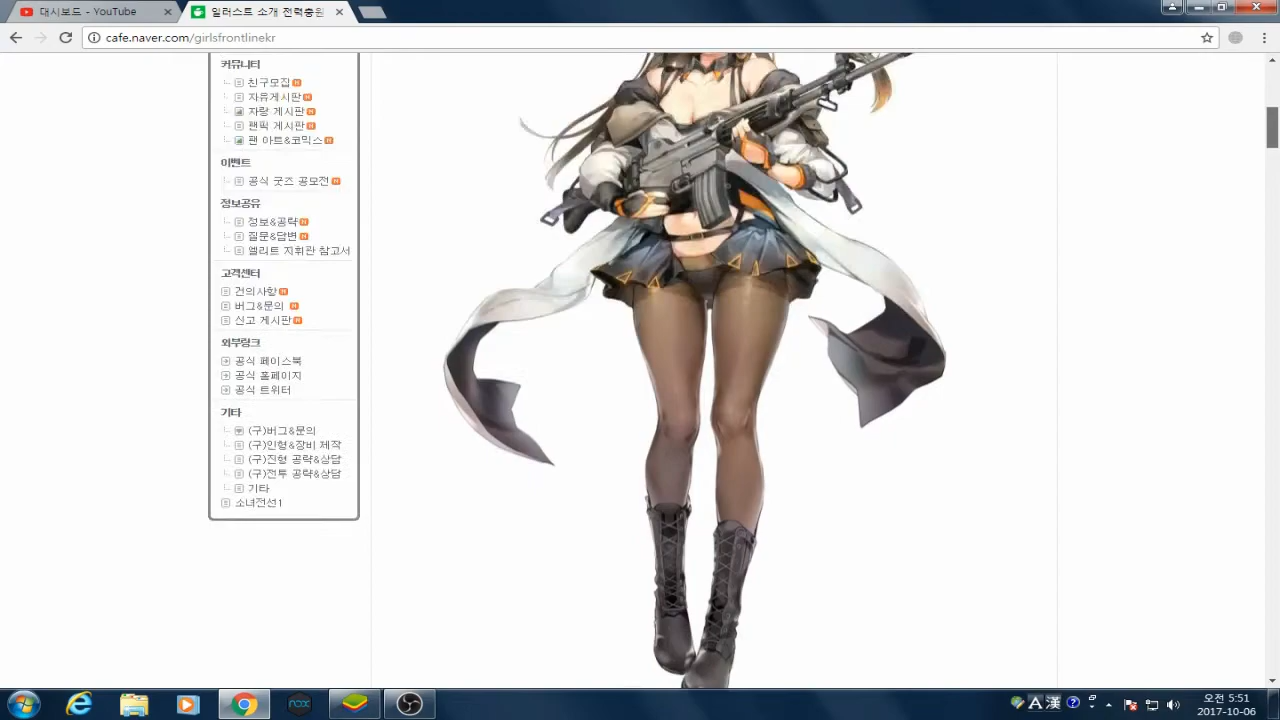 대시보드 - YouTube
일러스트 소개 전력충원
cafe.naver.com/girlsfrontlinekr
커뮤니티
친구모집
자유게시판
자랑 게시판
팬픽 게시판
팬 아트&코믹스
이벤트
공식 굿즈 공모전
정보공유
정보&공략
질문&답변
엘리트 지휘관 참고서
고객센터
건의사항
버그&문의
신고 게시판
외부링크
공식 페이스북
공식 홈페이지
공식 트위터
기타
(구)버그&문의
(구)인형&장비 제작
(구)진형 공략&상담
(구)전투 공략&상담
기타
소녀전선1
nox
A 漢
오전 5:51
2017-10-06